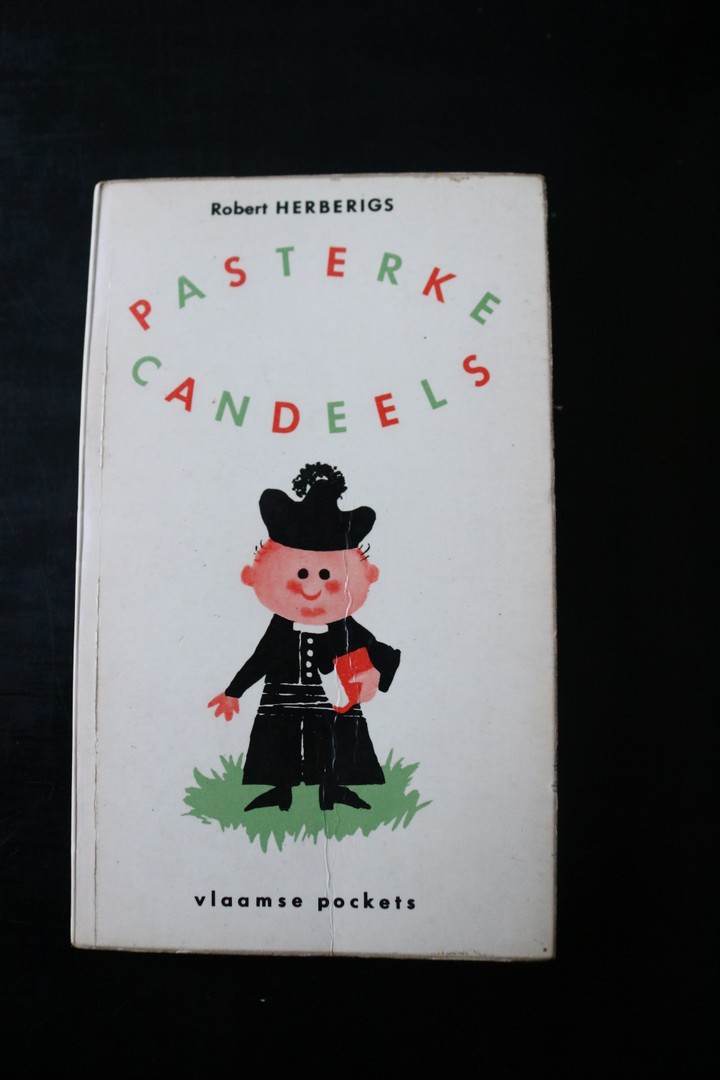 Robert HERBERIGS
PASTERKE
CANDEELS
vlaamse pockets